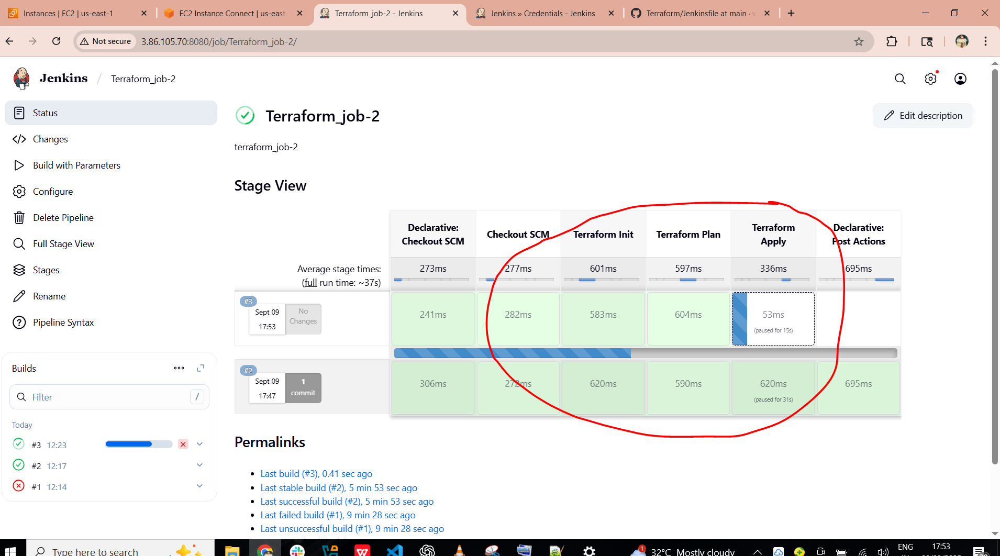 Instances | EC2 | us-east-1
EC2 Instance Connect | us-east-
Terraform_job-2 - Jenkins
Jenkins » Credentials - Jenkins
Terraform/Jenkinsfile at main ·
Not secure
3.86.105.70:8080/job/Terraform_job-2/
Jenkins / Terraform_job-2
Status
Changes
Build with Parameters
Configure
Delete Pipeline
Full Stage View
Stages
Rename
Pipeline Syntax
Builds
Filter
/
Today
#3 12:23
#2 12:17
#1 12:14
Terraform_job-2
Edit description
terraform_job-2
Stage View
Declarative: Checkout SCM
Checkout SCM
Terraform Init
Terraform Plan
Terraform Apply
Declarative: Post Actions
Average stage times:
(full run time: ~37s)
273ms
277ms
601ms
597ms
336ms
695ms
#3
Sept 09
17:53
No Changes
241ms
282ms
583ms
604ms
53ms
(paused for 15s)
#2
Sept 09
17:47
1 commit
306ms
272ms
620ms
590ms
620ms
(paused for 31s)
695ms
Permalinks
Last build (#3), 0.41 sec ago
Last stable build (#2), 5 min 53 sec ago
Last successful build (#2), 5 min 53 sec ago
Last failed build (#1), 9 min 28 sec ago
Last unsuccessful build (#1), 9 min 28 sec ago
Type here to search
1
32°C Mostly cloudy
ENG
17:53